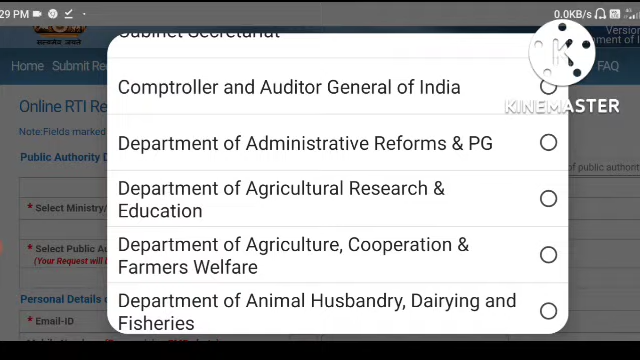 :29 PM
0.0KB/s
Version
Government of I
Home Submit Re
FAQ
Cabinet Secretariat
Comptroller and Auditor General of India
KINEMASTER
Online RTI Re
Note:Fields marked
Department of Administrative Reforms & PG
Public Authority D
of public authorit
Department of Agricultural Research &
Education
* Select Ministry/
Department of Agriculture, Cooperation &
Farmers Welfare
* Select Public Au
(Your Request will b
Personal Details o
Department of Animal Husbandry, Dairying and
Fisheries
* Email-ID